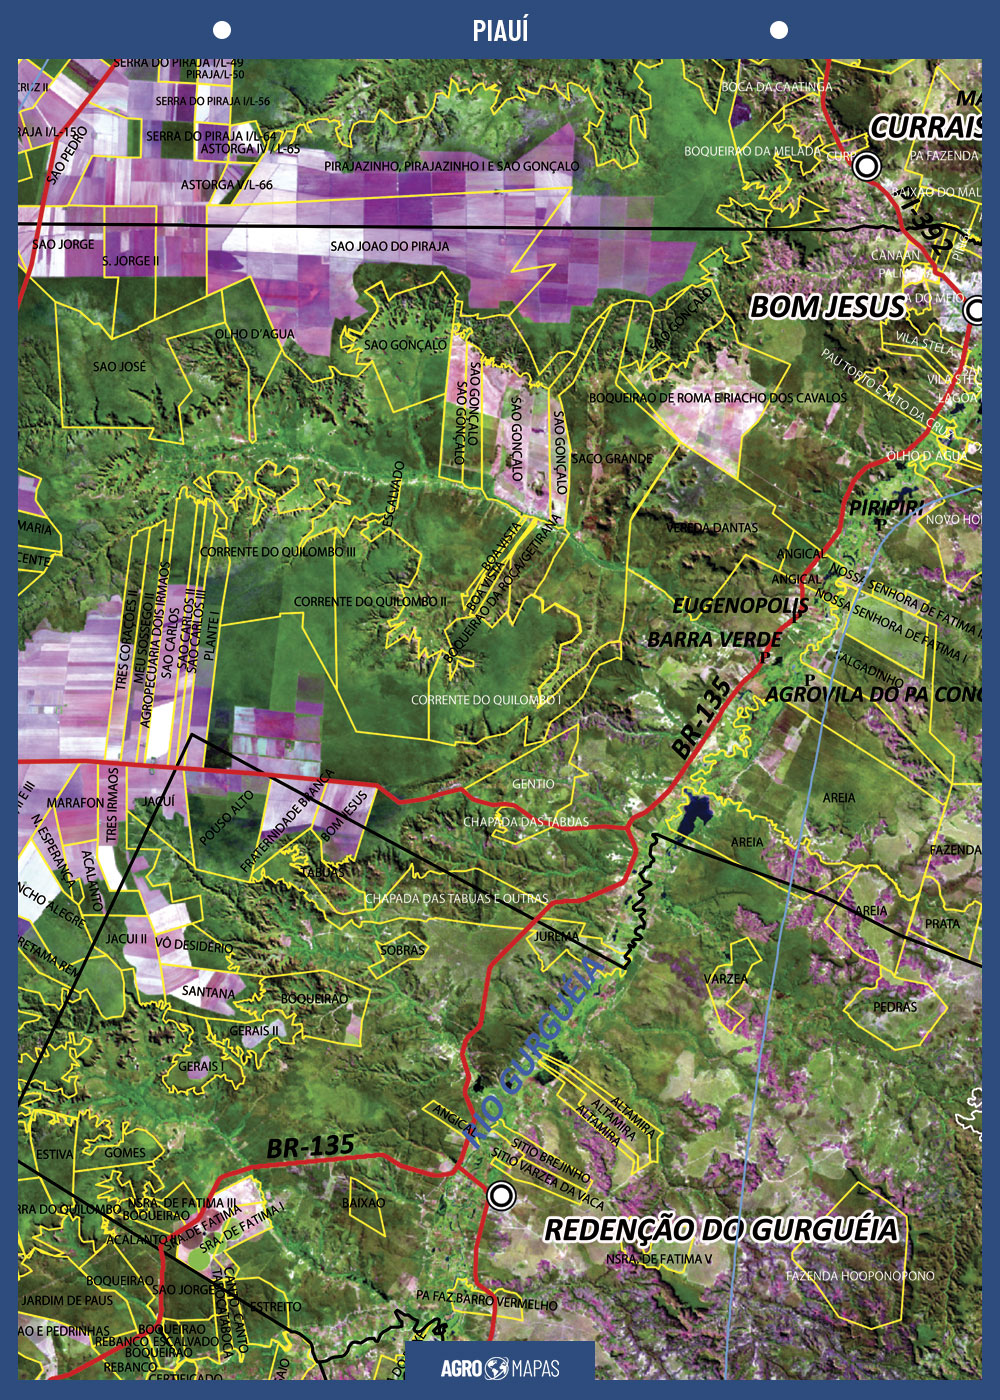 PIAUÍ
SERRA DO PIRAJA I/L-49
PIRAJA/L-50
SERRA DO PIRAJA I/L-56
SERRA DO PIRAJA I/L-64
ASTORGA IV / L-65
ASTORGA V/L-66
SAO PEDRO
PIRAJAZINHO, PIRAJAZINHO I E SAO GONÇALO
BOCA DA CAATINGA
CURRAIS
BOQUEIRAO DA MELADA
PA FAZENDA
BAIXAO DO MAL
SAO JORGE
S. JORGE II
SAO JOAO DO PIRAJA
CANAAN
BOM JESUS
A DO MEIO
OLHO D'AGUA
SAO GONÇALO
SAO GONÇALO
VILA STELA
SAO JOSÉ
PAU TORTO E ALTO DA CRUZ
LAGOA
SAO GONÇALO
SAO GONÇALO
SAO GONÇALO
SAO GONÇALO
BOQUEIRAO DE ROMA E RIACHO DOS CAVALOS
SACO GRANDE
OLHO D'AGUA
ESCALVADO
PIRIPIRI
P
NOVO HO
MARIA
CENTE
VEREDA DANTAS
CORRENTE DO QUILOMBO III
BOA VISTA
BOA VISTA
BOQUEIRAO DA ROÇA/GETIRANA
ANGICAL
ANGICAL
NOSSA SENHORA DE FATIMA II
NOSSA SENHORA DE FATIMA I
CORRENTE DO QUILOMBO II
EUGENOPOLIS
P
BARRA VERDE
P
TRES CORACOES II
MEU SOSSEGO II
AGROPECUARIA DOIS IRMAOS
SAO CARLOS
SAO CARLOS II
SAO CARLOS III
PLANTE I
SALGADINHO
P
AGROVILA DO PA CONG
CORRENTE DO QUILOMBO I
BR-135
GENTIO
MARAFON
TRES IRMAOS
JACUÍ
POUSO ALTO
FRATERNIDADE BRANCA
BOM JESUS
AREIA
CHAPADA DAS TABUAS
N. ESPERANÇA
ACALANTO
AREIA
FAZENDA
TABUAS
CHAPADA DAS TABUAS E OUTRAS
NCHO ALEGRE
AREIA
PRATA
JACUI II
VÔ DESIDÉRIO
SOBRAS
JUREMA
RETAMA REN
VARZEA
SANTANA
BOQUEIRAO
PEDRAS
GERAIS II
GERAIS I
RIO GURGUÉIA
ANGICAL
ALTAMIRA
ALTAMIRA
ALTAMIRA
ESTIVA
GOMES
BR-135
SITIO BREJINHO
SITIO VARZEA DA VACA
RRA DO QUILOMBO
NSRA. DE FATIMA III
BOQUEIRAO
BAIXAO
ACALANTO II
SRA.DE FATIMA
SRA. DE FATIMA I
REDENÇÃO DO GURGUÉIA
NSRA. DE FATIMA V
FAZENDA HOOPONOPONO
BOQUEIRAO
SAO JORGE
JARDIM DE PAUS
ESTREITO
PA FAZ.BARRO VERMELHO
AO E PEDRINHAS
BOQUEIRAO
REBANCO ESCALVADO
BOQUEIRAO
REBANCO
CERTIFICADO
AGRO MAPAS